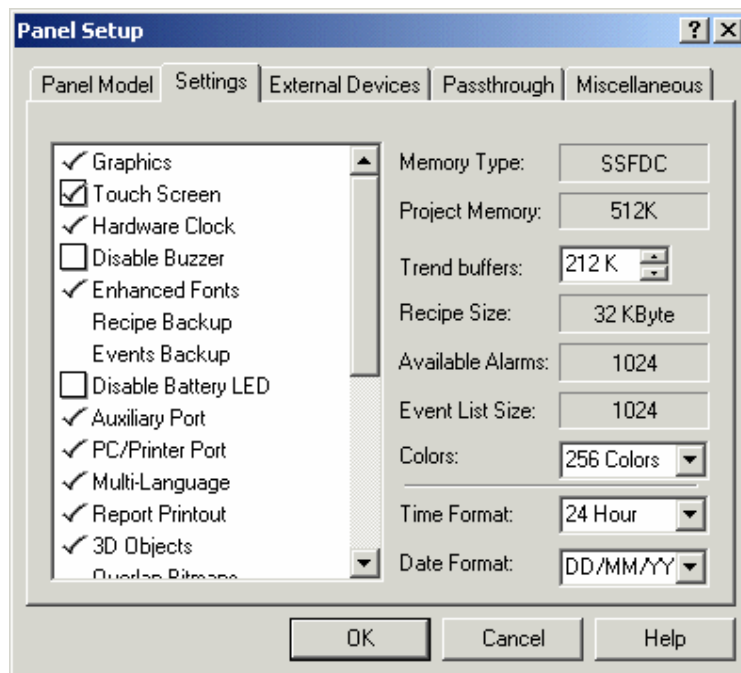 Panel Setup
Panel Model Settings External Devices Passthrough Miscellaneous
Graphics
Touch Screen
Hardware Clock
Disable Buzzer
Enhanced Fonts
Recipe Backup
Events Backup
Disable Battery LED
Auxiliary Port
PC/Printer Port
Multi-Language
Report Printout
3D Objects
Overlap Bitmaps
Memory Type: SSFDC
Project Memory: 512K
Trend buffers: 212 K
Recipe Size: 32 KByte
Available Alarms: 1024
Event List Size: 1024
Colors: 256 Colors
Time Format: 24 Hour
Date Format: DD/MM/YY
OK Cancel Help